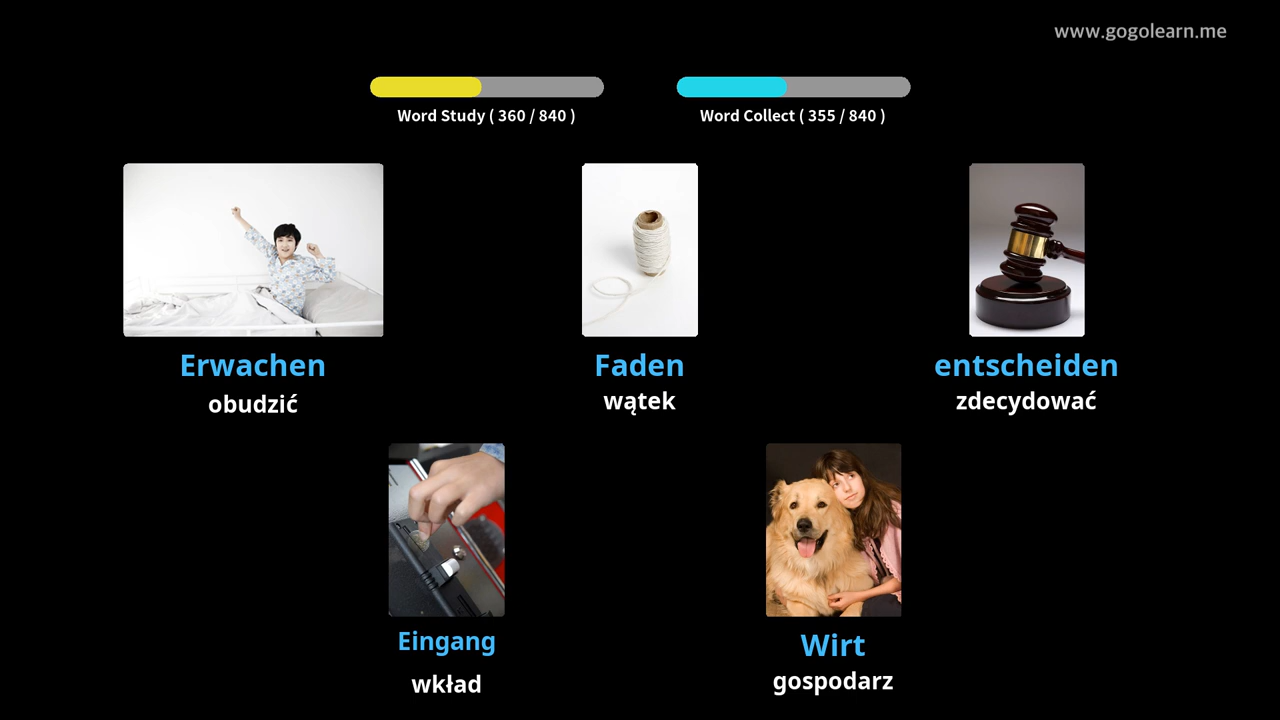 www.gogolearn.me
Word Study ( 360 / 840 )
Word Collect ( 355 / 840 )
Erwachen
obudzić
Faden
wątek
entscheiden
zdecydować
Eingang
wkład
Wirt
gospodarz